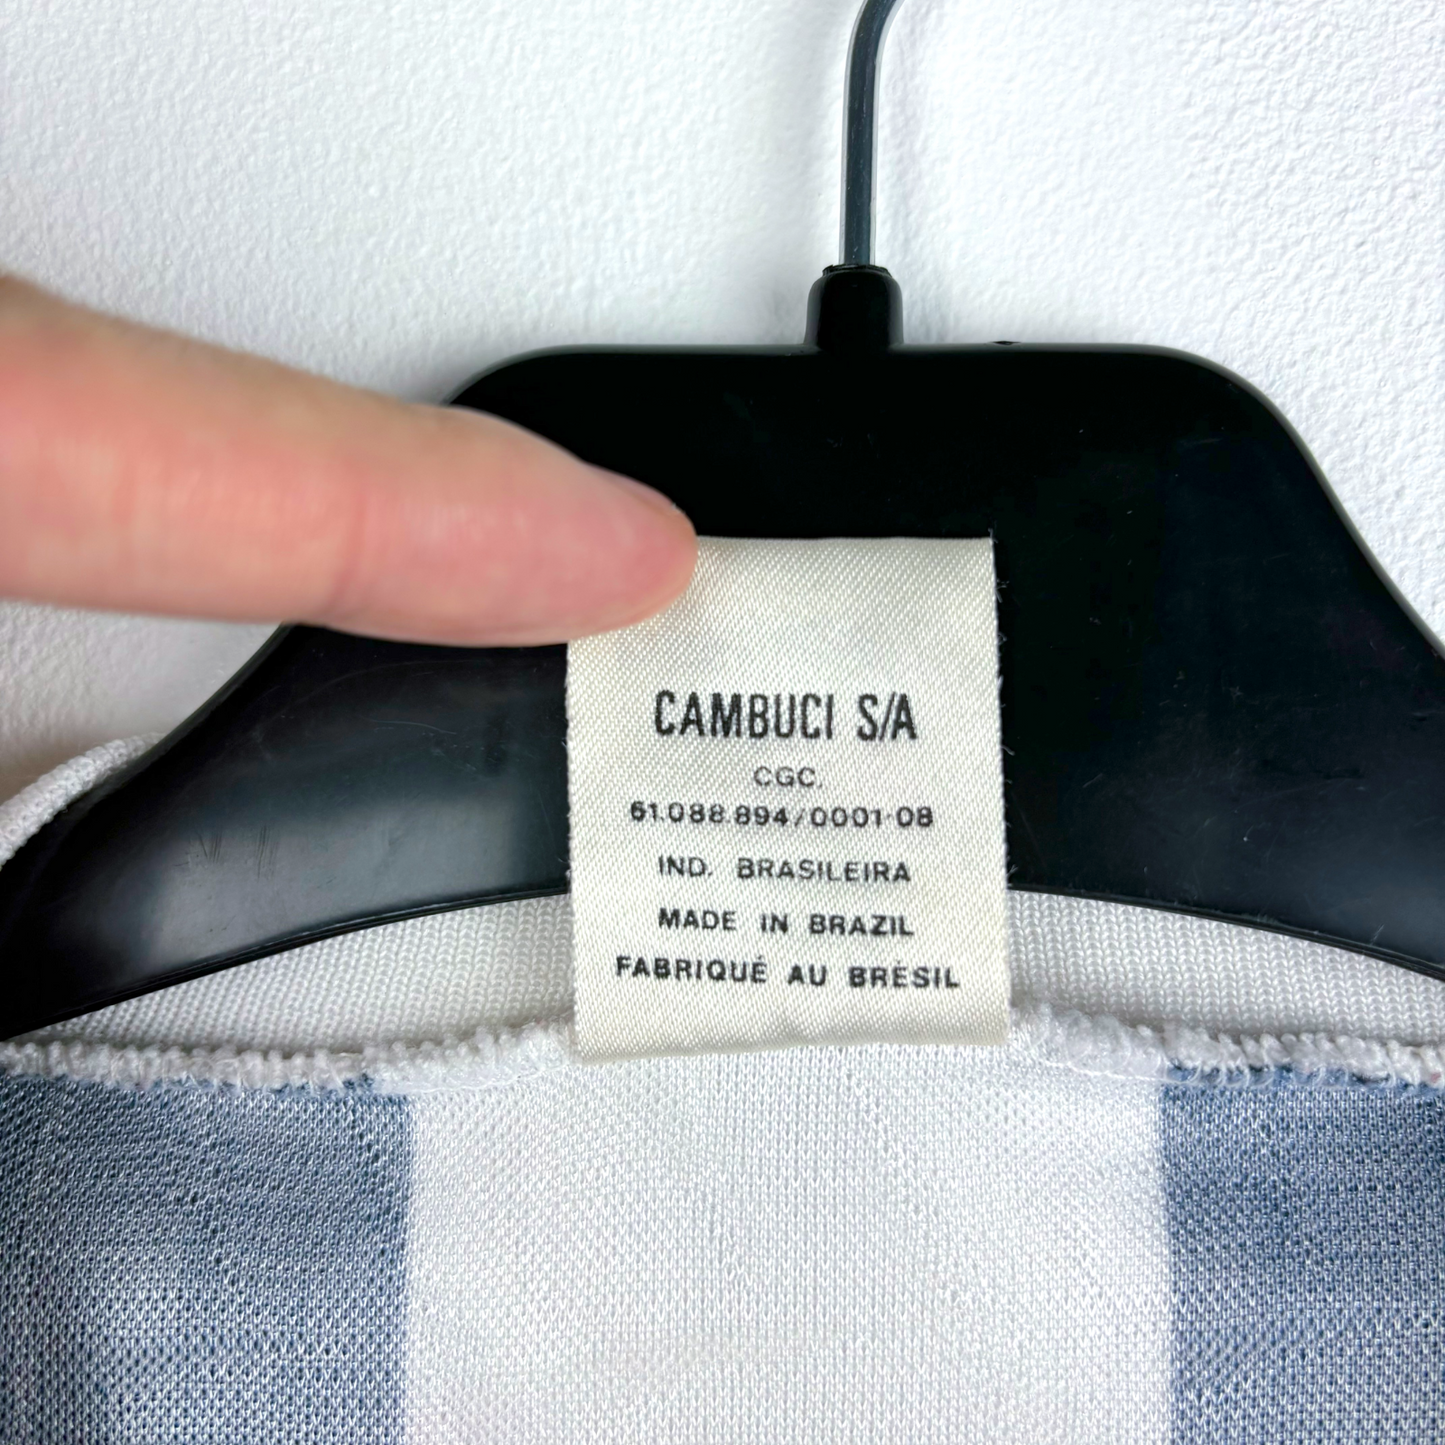 CAMBUCI S/A
CGC.
61.088.894/0001-08
IND. BRASILEIRA
MADE IN BRAZIL
FABRIQUÉ AU BRÉSIL